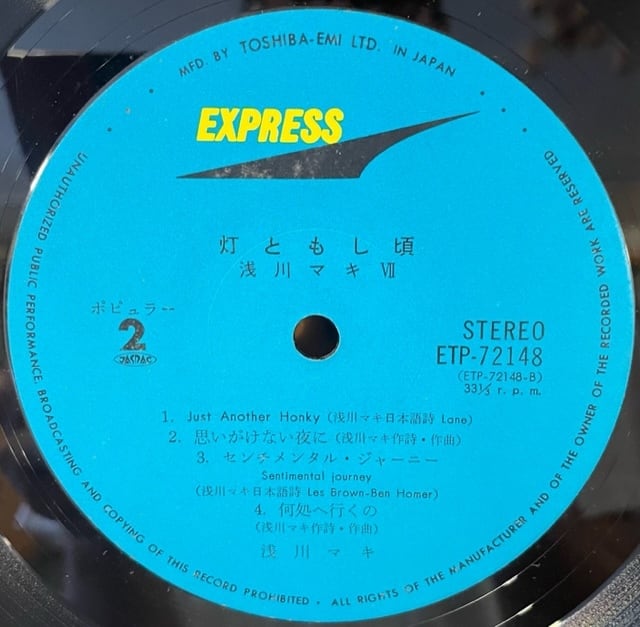 MFD. BY TOSHIBA-EMI LTD. IN JAPAN
EXPRESS
灯ともし頃
浅川マキ Ⅶ
ポピュラー
2
JASRAC
STEREO
ETP-72148
(ETP-72148-B)
33⅓ r. p. m.
1. Just Another Honky (浅川マキ日本語詩 Lane)
2. 思いがけない夜に (浅川マキ作詩・作曲)
3. センチメンタル・ジャーニー
Sentimental journey
(浅川マキ日本語詩 Les Brown-Ben Homer)
4. 何処へ行くの
(浅川マキ作詩・作曲)
浅川マキ
UNAUTHORIZED PUBLIC PERFORMANCE, BROADCASTING AND COPYING OF THIS RECORD PROHIBITED • ALL RIGHTS OF THE MANUFACTURER AND OF THE OWNER OF THE RECORDED WORK ARE RESERVED